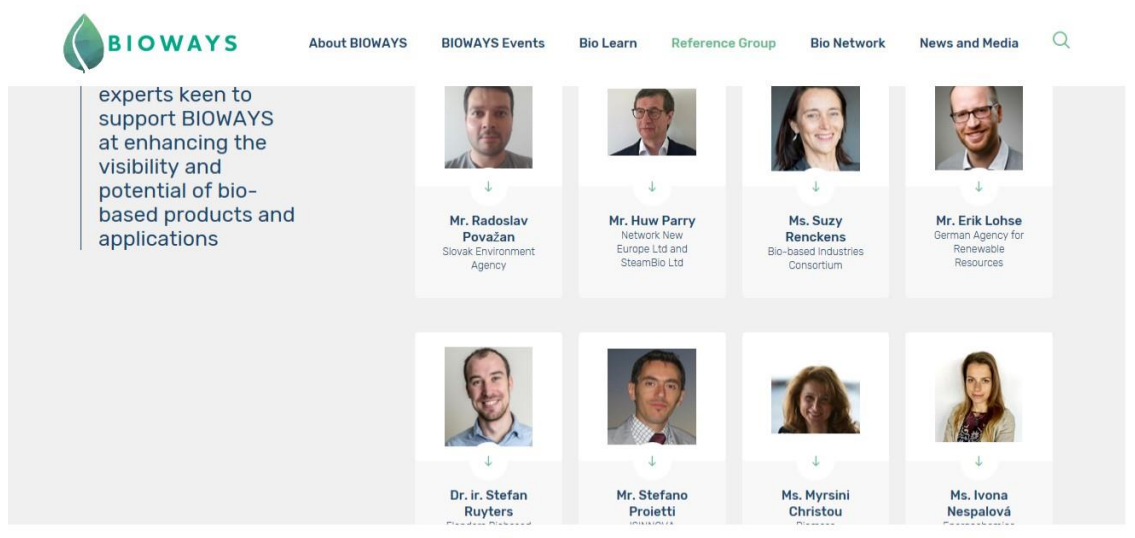 BIOWAYS
About BIOWAYS
BIOWAYS Events
Bio Learn
Reference Group
Bio Network
News and Media
experts keen to
support BIOWAYS
at enhancing the
visibility and
potential of bio-
based products and
applications
Mr. Radoslav
Považan
Slovak Environment
Agency
Mr. Huw Parry
Network New
Europe Ltd and
SteamBio Ltd
Ms. Suzy
Renckens
Bio-based Industries
Consortium
Mr. Erik Lohse
German Agency for
Renewable
Resources
Dr. ir. Stefan
Ruyters
Mr. Stefano
Proietti
Ms. Myrsini
Christou
Ms. Ivona
Nespalová